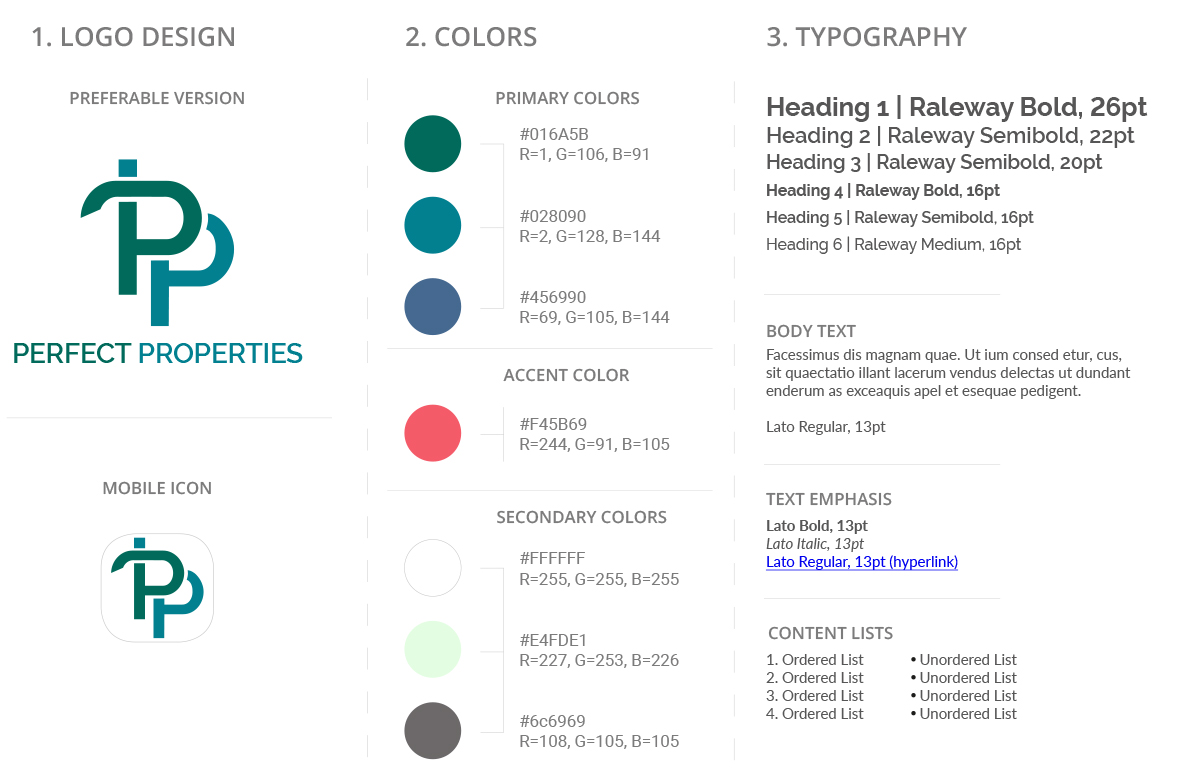 1. LOGO DESIGN
PREFERABLE VERSION
PERFECT PROPERTIES
MOBILE ICON
2. COLORS
PRIMARY COLORS
#016A5B
R=1, G=106, B=91
#028090
R=2, G=128, B=144
#456990
R=69, G=105, B=144
ACCENT COLOR
#F45B69
R=244, G=91, B=105
SECONDARY COLORS
#FFFFFF
R=255, G=255, B=255
#E4FDE1
R=227, G=253, B=226
#6c6969
R=108, G=105, B=105
3. TYPOGRAPHY
Heading 1 | Raleway Bold, 26pt
Heading 2 | Raleway Semibold, 22pt
Heading 3 | Raleway Semibold, 20pt
Heading 4 | Raleway Bold, 16pt
Heading 5 | Raleway Semibold, 16pt
Heading 6 | Raleway Medium, 16pt
BODY TEXT
Facessimus dis magnam quae. Ut ium consed etur, cus,
sit quaectatio illant lacerum vendus delectas ut dundant
enderum as exceaquis apel et esequae pedigent.
Lato Regular, 13pt
TEXT EMPHASIS
Lato Bold, 13pt
Lato Italic, 13pt
Lato Regular, 13pt (hyperlink)
CONTENT LISTS
1. Ordered List
2. Ordered List
3. Ordered List
4. Ordered List
• Unordered List
• Unordered List
• Unordered List
• Unordered List